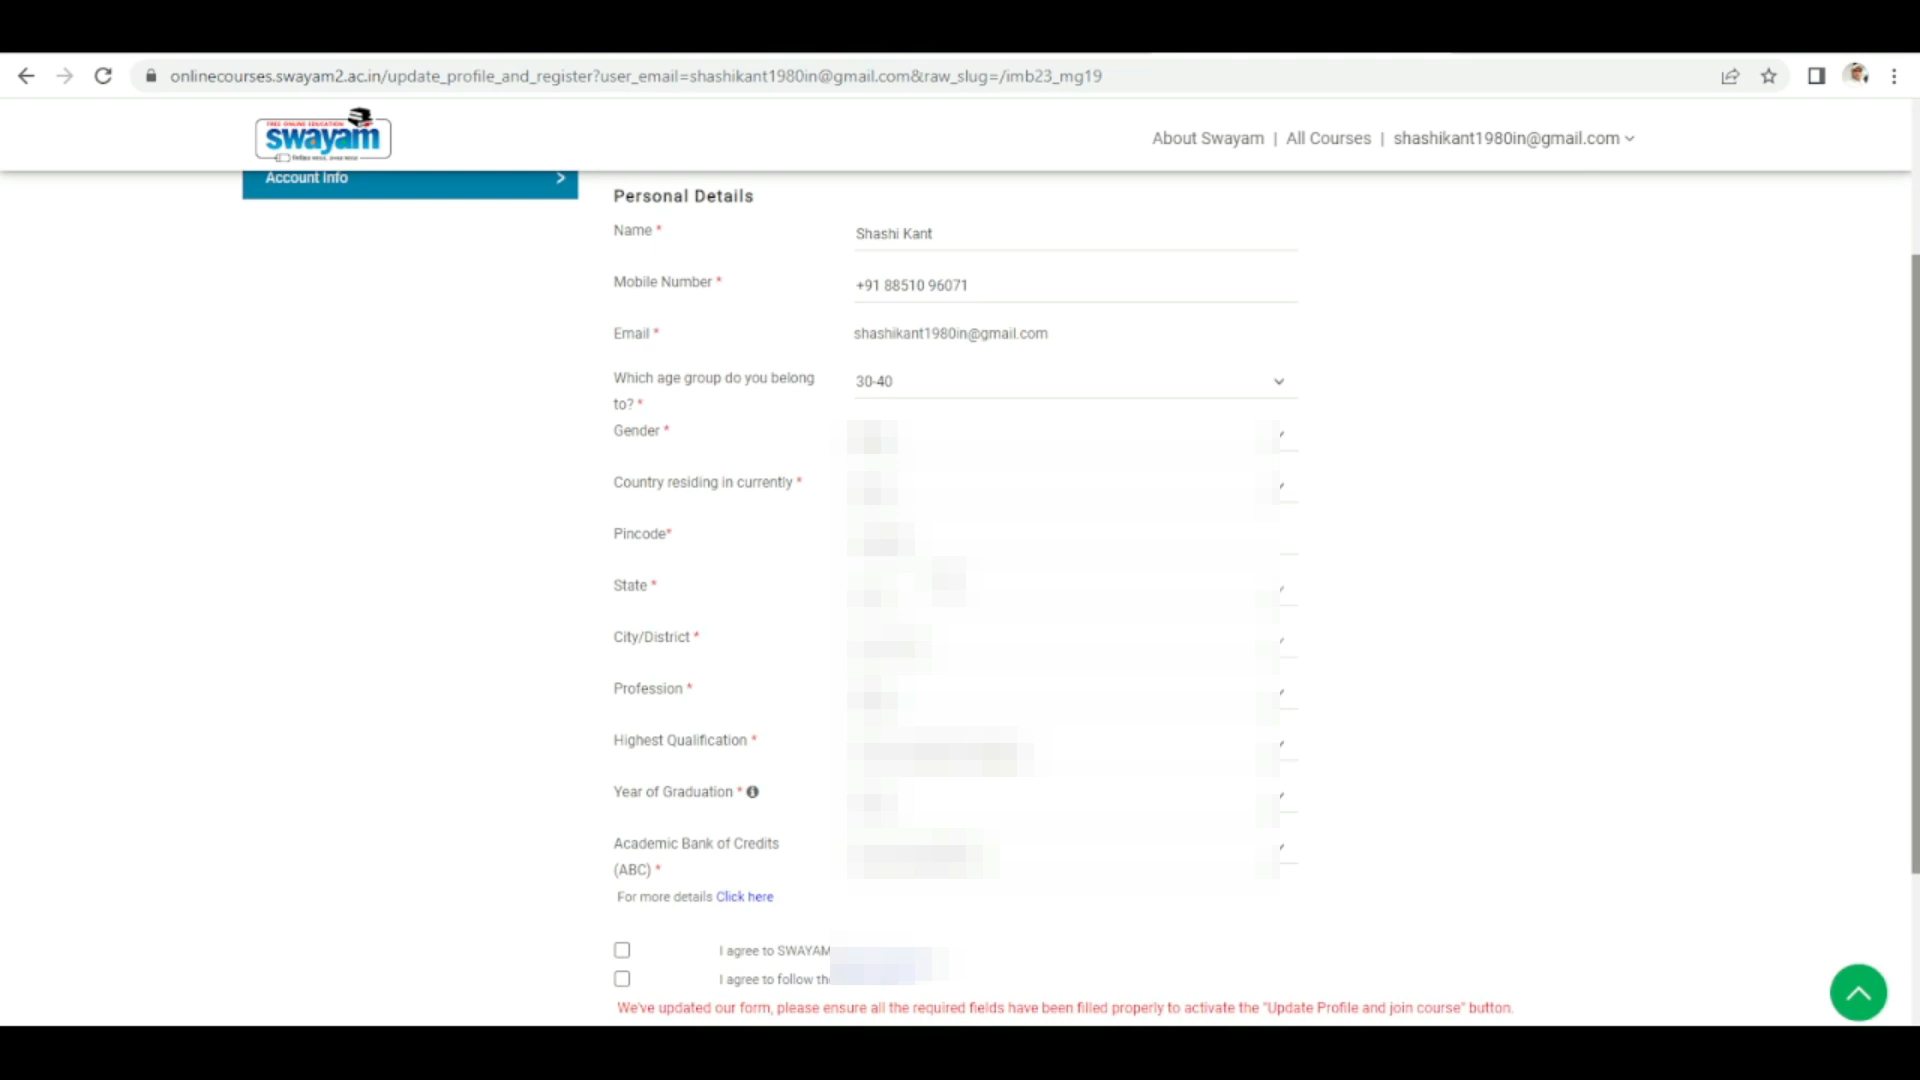 onlinecourses.swayam2.ac.in/update_profile_and_register?user_email=shashikant1980in@gmail.com&raw_slug=/imb23_mg19
FREE ONLINE EDUCATION
swayam
About Swayam | All Courses | shashikant1980in@gmail.com
Account Info >
Personal Details
Name * Shashi Kant
Mobile Number * +91 88510 96071
Email * shashikant1980in@gmail.com
Which age group do you belong to? * 30-40
Gender *
Country residing in currently *
Pincode*
State *
City/District *
Profession *
Highest Qualification *
Year of Graduation *
Academic Bank of Credits
(ABC) *
For more details Click here
I agree to SWAYAM
I agree to follow the
We've updated our form, please ensure all the required fields have been filled properly to activate the "Update Profile and join course" button.